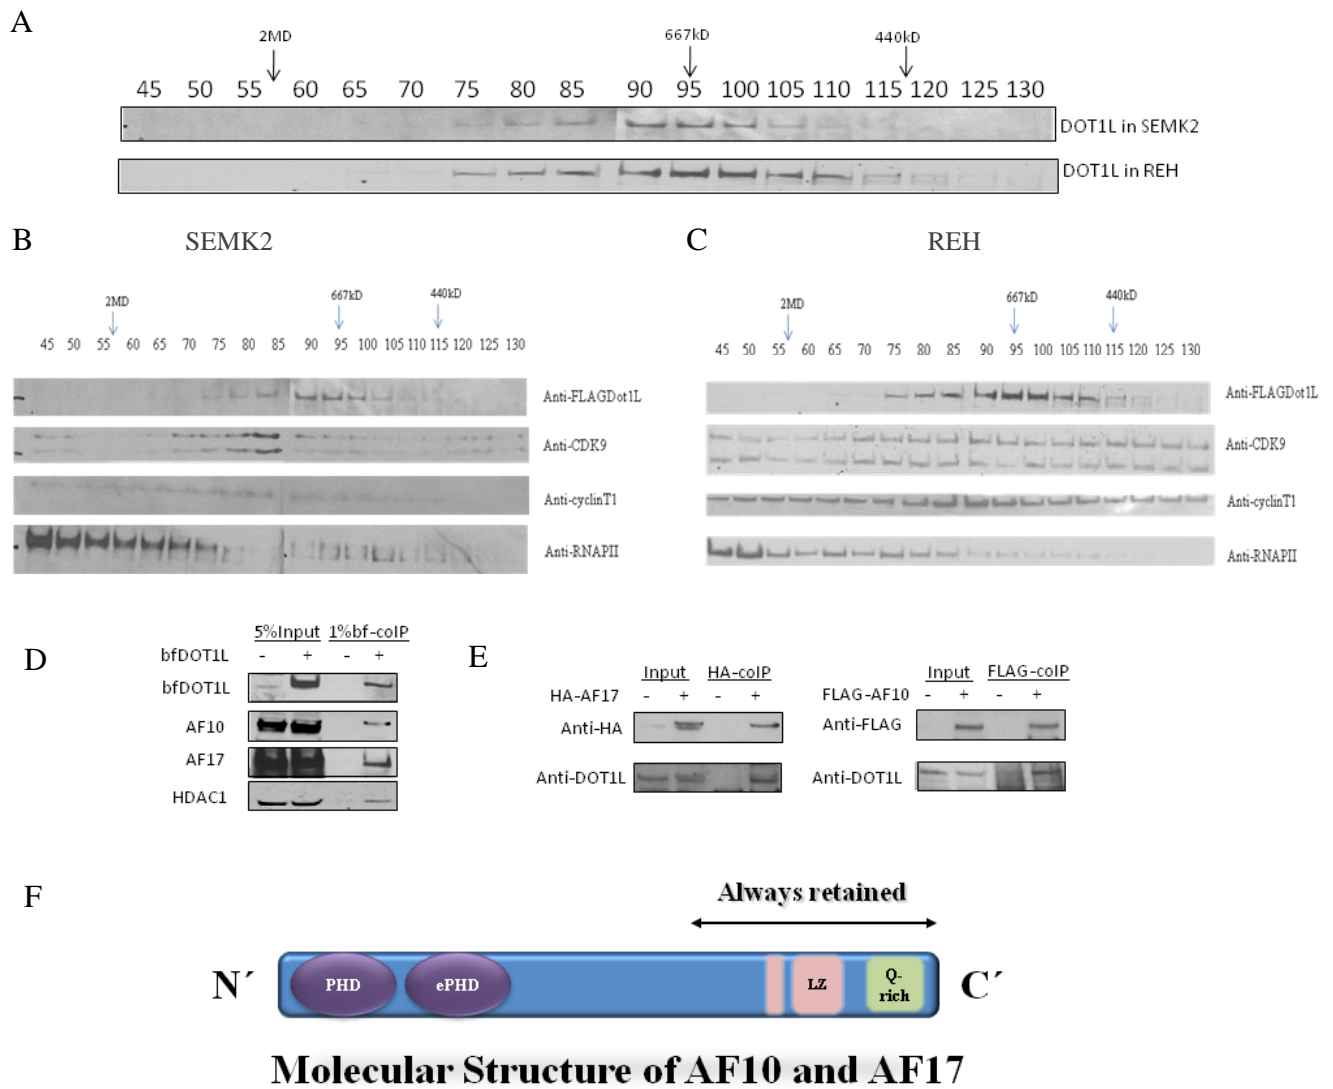 A
2MD
667kD
440kD
45 50 55 60 65 70 75 80 85 90 95 100 105 110 115 120 125 130
DOT1L in SEMK2
DOT1L in REH
B
SEMK2
2MD
667kD
440kD
45 50 55 60 65 70 75 80 85 90 95 100 105 110 115 120 125 130
Anti-FLAGDot1L
Anti-CDK9
Anti-cyclinT1
Anti-RNAPII
C
REH
2MD
667kD
440kD
45 50 55 60 65 70 75 80 85 90 95 100 105 110 115 120 125 130
Anti-FLAGDot1L
Anti-CDK9
Anti-cyclinT1
Anti-RNAPII
D
5%Input 1%bf-coIP
bfDOT1L - + - +
bfDOT1L
AF10
AF17
HDAC1
E
Input HA-coIP
HA-AF17 - + - +
Anti-HA
Anti-DOT1L
Input FLAG-coIP
FLAG-AF10 - + - +
Anti-FLAG
Anti-DOT1L
F
Always retained
N´ PHD ePHD LZ Q-
rich C´
Molecular Structure of AF10 and AF17